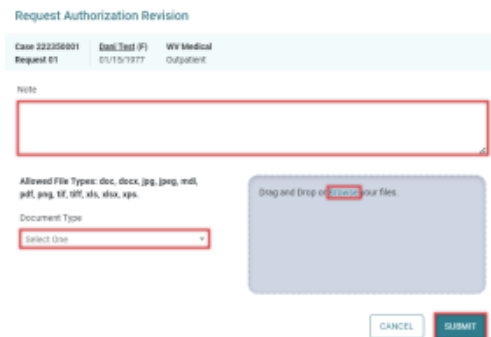 Request Authorization Revision
Case 222350001 Dani Test (F) WV Medical
Request 01 01/15/1977 Outpatient
Note
Allowed File Types: doc, docx, jpg, jpeg, mdi,
pdf, png, tif, tiff, xls, xlsx, xps.
Drag and Drop or browse your files.
Document Type
Select One
CANCEL SUBMIT